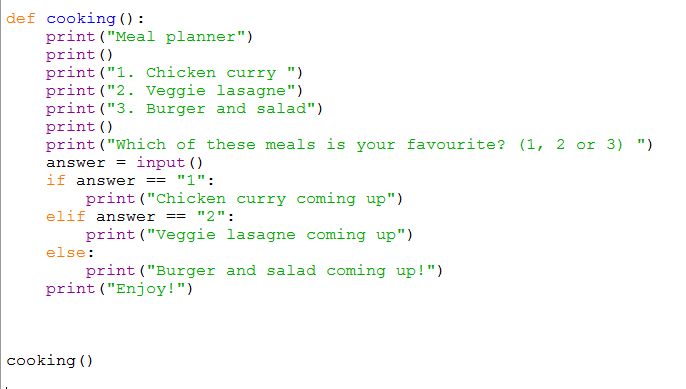 def cooking():
    print("Meal planner")
    print()
    print("1. Chicken curry ")
    print("2. Veggie lasagne")
    print("3. Burger and salad")
    print()
    print("Which of these meals is your favourite? (1, 2 or 3) ")
    answer = input()
    if answer == "1":
        print("Chicken curry coming up")
    elif answer == "2":
        print("Veggie lasagne coming up")
    else:
        print("Burger and salad coming up!")
    print("Enjoy!")
cooking()